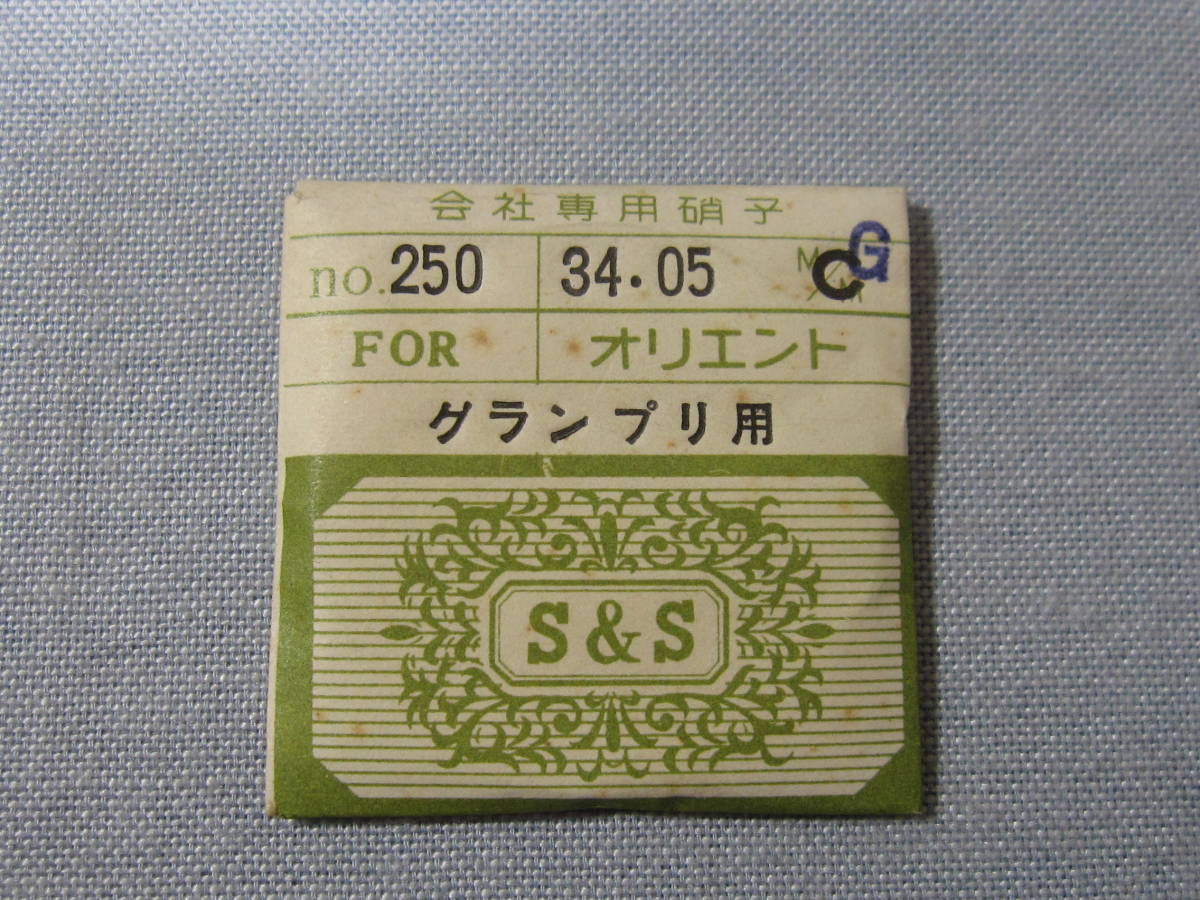 会社専用硝子
no.250 34.05 M/M C G
FOR オリエント
グランプリ用
S&S